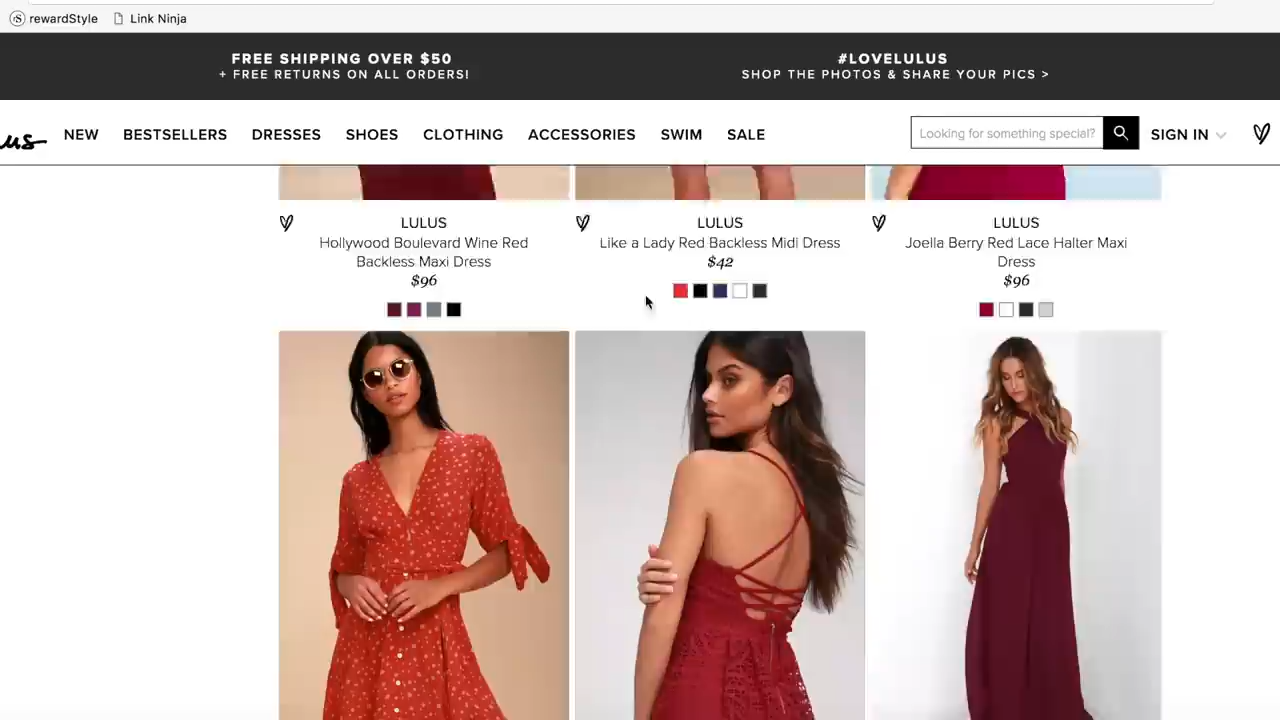 rewardStyle
Link Ninja
FREE SHIPPING OVER $50
+ FREE RETURNS ON ALL ORDERS!
#LOVELULUS
SHOP THE PHOTOS & SHARE YOUR PICS >
us
NEW
BESTSELLERS
DRESSES
SHOES
CLOTHING
ACCESSORIES
SWIM
SALE
Looking for something special?
SIGN IN
LULUS
Hollywood Boulevard Wine Red
Backless Maxi Dress
$96
LULUS
Like a Lady Red Backless Midi Dress
$42
LULUS
Joella Berry Red Lace Halter Maxi
Dress
$96